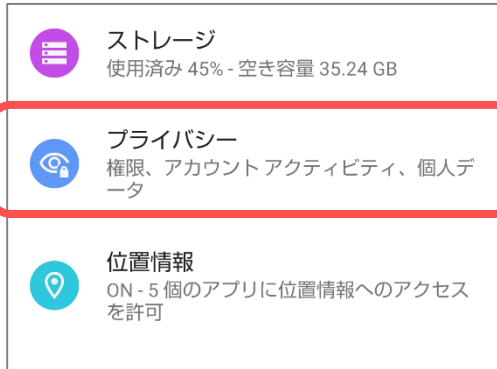 ストレージ
使用済み 45% - 空き容量 35.24 GB
プライバシー
権限、アカウント アクティビティ、個人デ
ータ
位置情報
ON - 5 個のアプリに位置情報へのアクセス
を許可